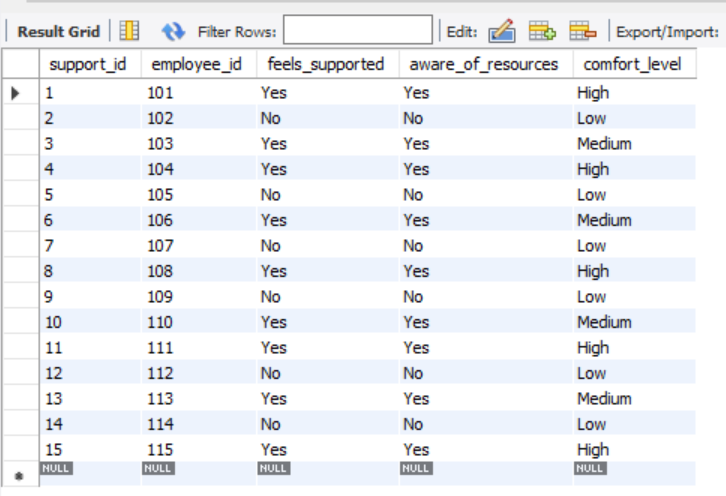 Result Grid Filter Rows: Edit: Export/Import:
support_id employee_id feels_supported aware_of_resources comfort_level
1 101 Yes Yes High
2 102 No No Low
3 103 Yes Yes Medium
4 104 Yes Yes High
5 105 No No Low
6 106 Yes Yes Medium
7 107 No No Low
8 108 Yes Yes High
9 109 No No Low
10 110 Yes Yes Medium
11 111 Yes Yes High
12 112 No No Low
13 113 Yes Yes Medium
14 114 No No Low
15 115 Yes Yes High
NULL NULL NULL NULL NULL